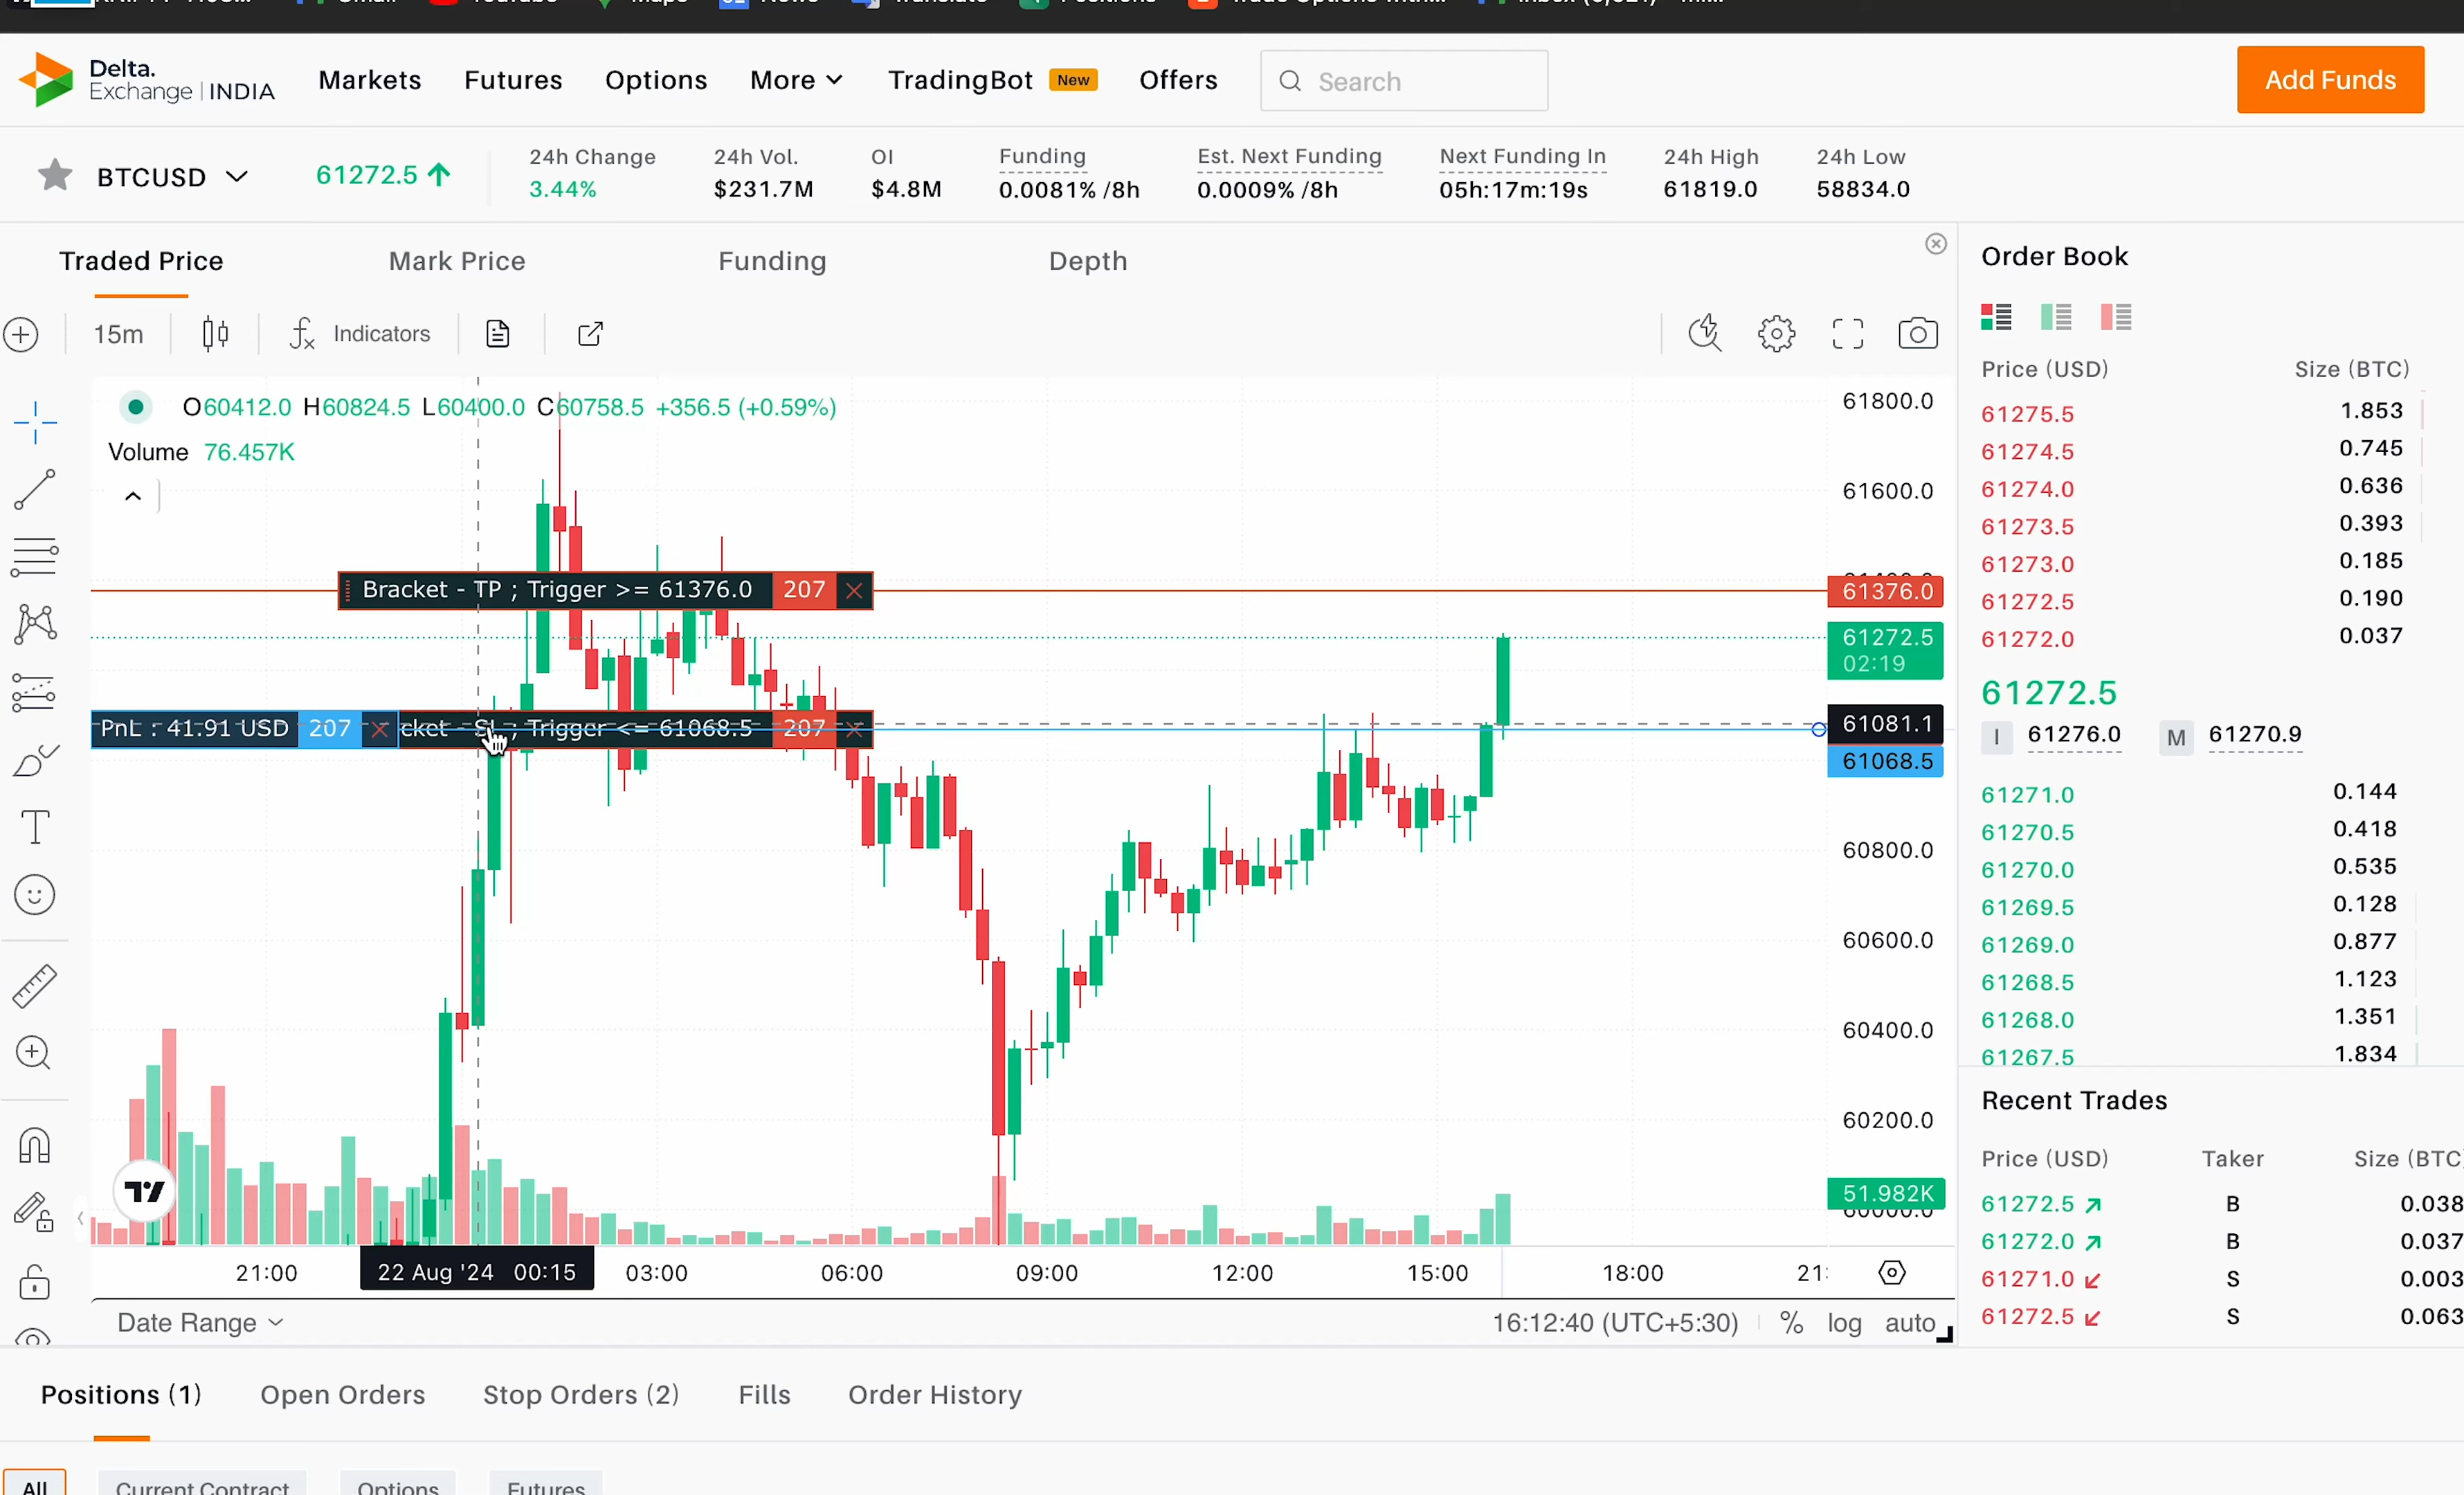 Delta.
Exchange | INDIA
Markets
Futures
Options
More
TradingBot
New
Offers
Search
Add Funds
BTCUSD
61272.5
24h Change
3.44%
24h Vol.
$231.7M
OI
$4.8M
Funding
0.0081% /8h
Est. Next Funding
0.0009% /8h
Next Funding In
05h:17m:19s
24h High
61819.0
24h Low
58834.0
Traded Price
Mark Price
Funding
Depth
15m
Indicators
O60412.0 H60824.5 L60400.0 C60758.5 +356.5 (+0.59%)
Volume 76.457K
Bracket - TP ; Trigger >= 61376.0 207
PnL : 41.91 USD 207
cket - SL ; Trigger <= 61068.5 207
61800.0
61600.0
61376.0
61272.5
02:19
61081.1
61068.5
60800.0
60600.0
60400.0
60200.0
51.982K
60000.0
21:00
22 Aug '24 00:15
03:00
06:00
09:00
12:00
15:00
18:00
21:
Date Range
16:12:40 (UTC+5:30)
%
log
auto
Order Book
Price (USD) Size (BTC)
61275.5 1.853
61274.5 0.745
61274.0 0.636
61273.5 0.393
61273.0 0.185
61272.5 0.190
61272.0 0.037
61272.5
I 61276.0 M 61270.9
61271.0 0.144
61270.5 0.418
61270.0 0.535
61269.5 0.128
61269.0 0.877
61268.5 1.123
61268.0 1.351
61267.5 1.834
Recent Trades
Price (USD) Taker Size (BTC
61272.5 B 0.038
61272.0 B 0.037
61271.0 S 0.003
61272.5 S 0.063
Positions (1)
Open Orders
Stop Orders (2)
Fills
Order History
All
Current Contract
Options
Futures